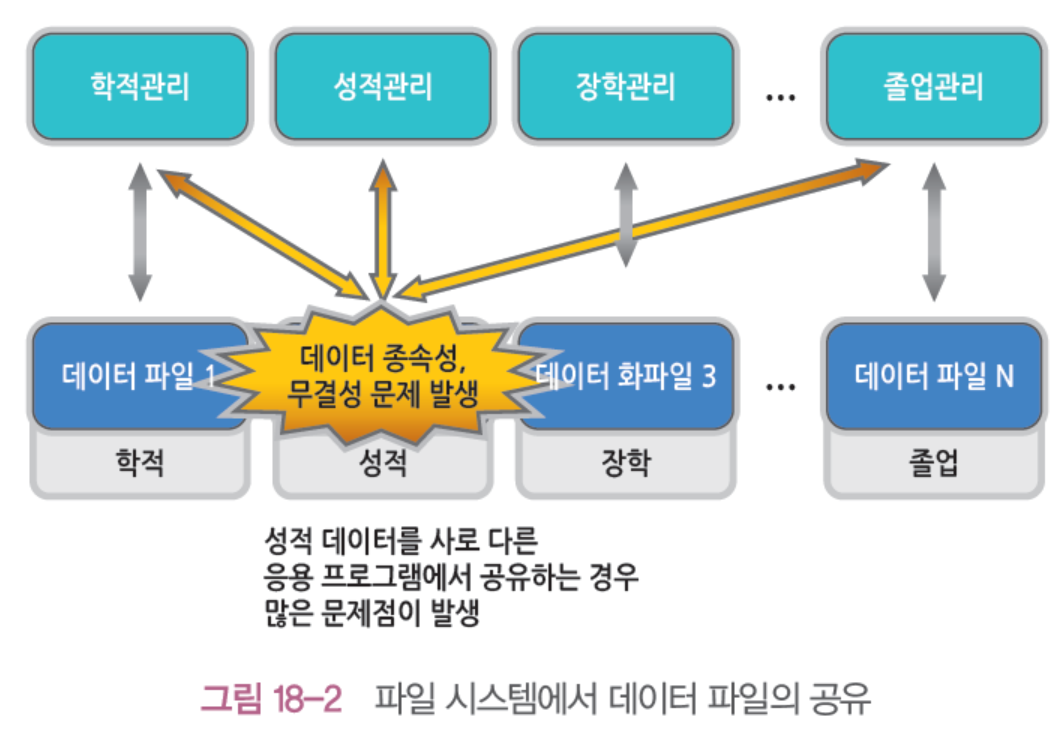 학적관리
성적관리
장학관리
...
졸업관리
데이터 파일 1
데이터 종속성,
무결성 문제 발생
데이터 화파일 3
...
데이터 파일 N
학적
성적
장학
졸업
성적 데이터를 사로 다른
응용 프로그램에서 공유하는 경우
많은 문제점이 발생
그림 18-2 파일 시스템에서 데이터 파일의 공유